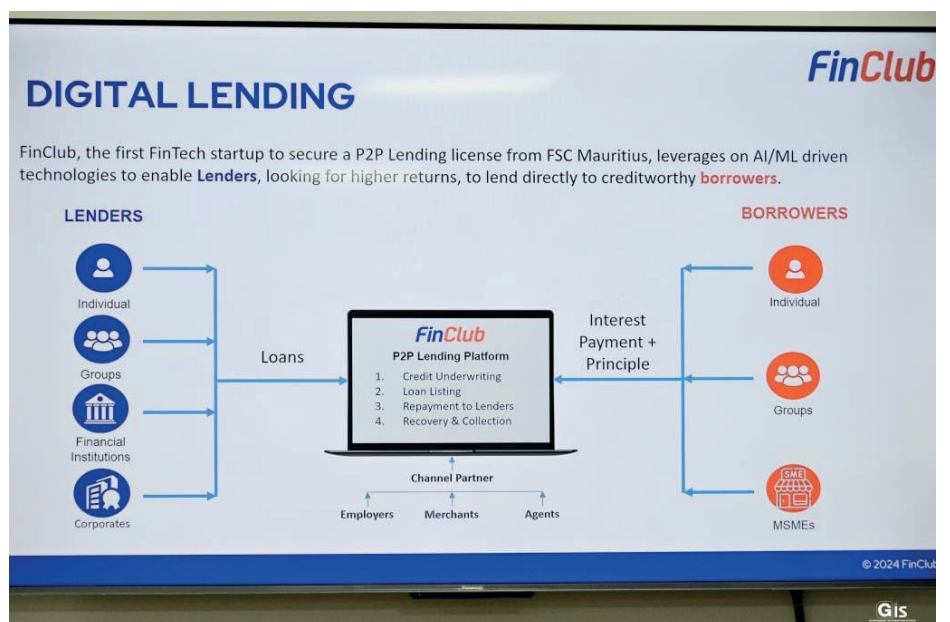 FinClub
DIGITAL LENDING
FinClub, the first FinTech startup to secure a P2P Lending license from FSC Mauritius, leverages on AI/ML driven
technologies to enable Lenders, looking for higher returns, to lend directly to creditworthy borrowers.
LENDERS
Individual
Groups
Financial
Institutions
Corporates
Loans
FinClub
P2P Lending Platform
1. Credit Underwriting
2. Loan Listing
3. Repayment to Lenders
4. Recovery & Collection
Channel Partner
Employers
Merchants
Agents
Interest
Payment +
Principle
BORROWERS
Individual
Groups
SME
MSMEs
© 2024 FinClub
Gis